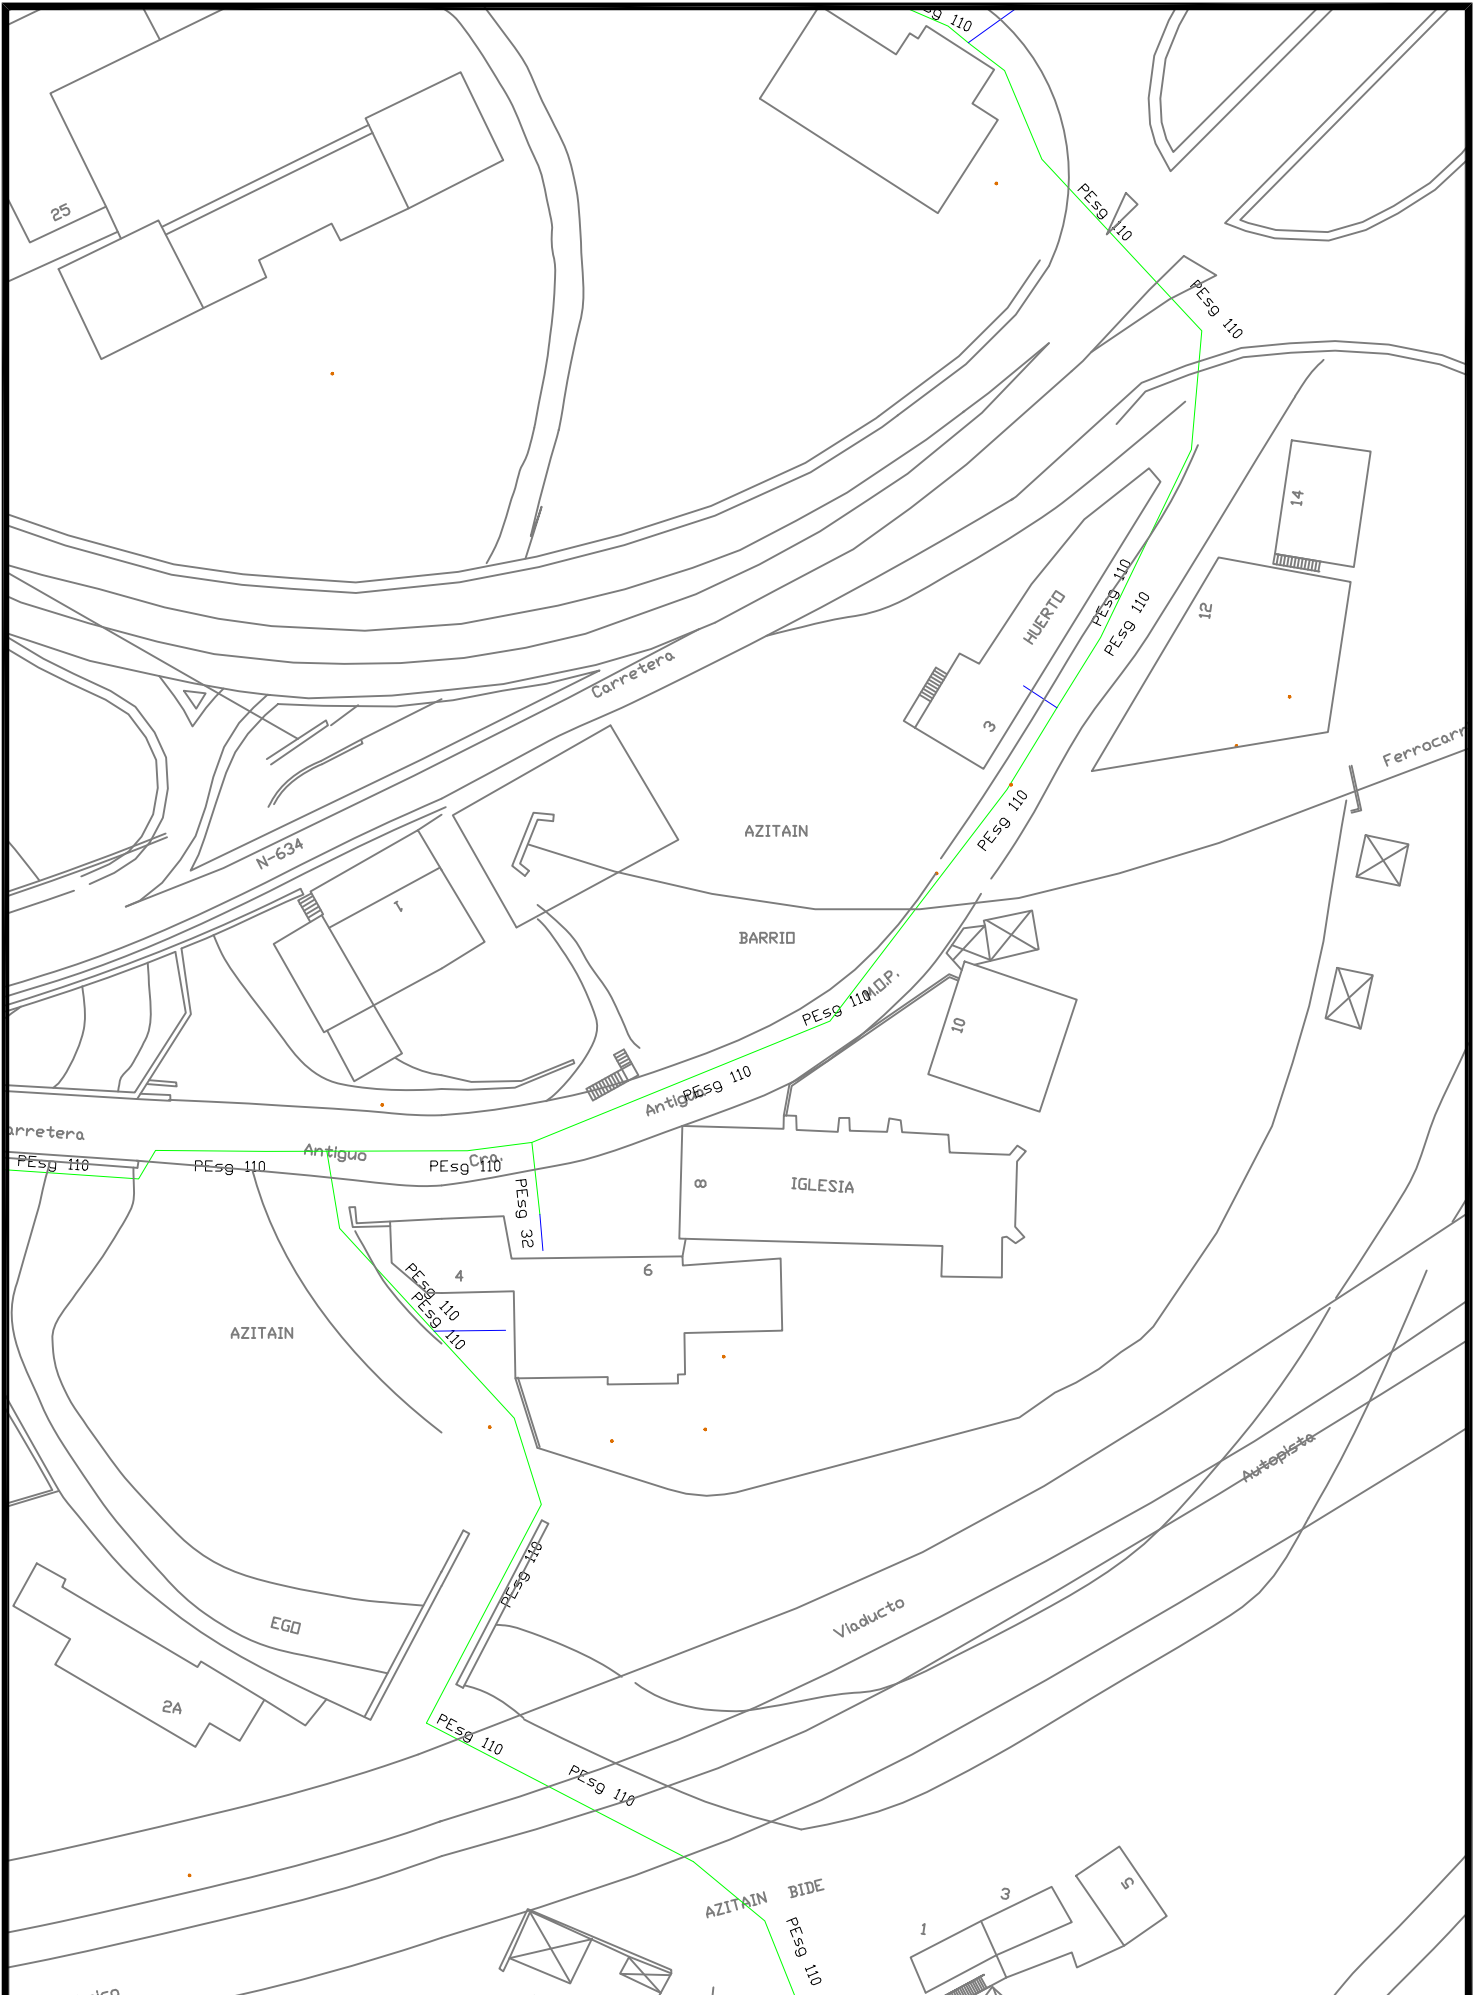 110
25
PEsg 110
PEsg 110
14
PEsg 110
12
PEsg 110
HUERTO
Carretera
3
Ferrocarr
PEsg 110
AZITAIN
N-634
1
BARRIO
M.O.P.
PEsg 110
10
PEsg 110
Antiguo
arretera
Antiguo
Cra.
PEsg 110
PEsg 110
PEsg 110
8
IGLESIA
PEsg 32
4
6
PEsg 110
PEsg 110
AZITAIN
Autopista
PEsg 110
Viaducto
EGO
2A
PEsg 110
PEsg 110
AZITAIN BIDE
3
5
1
PEsg 110